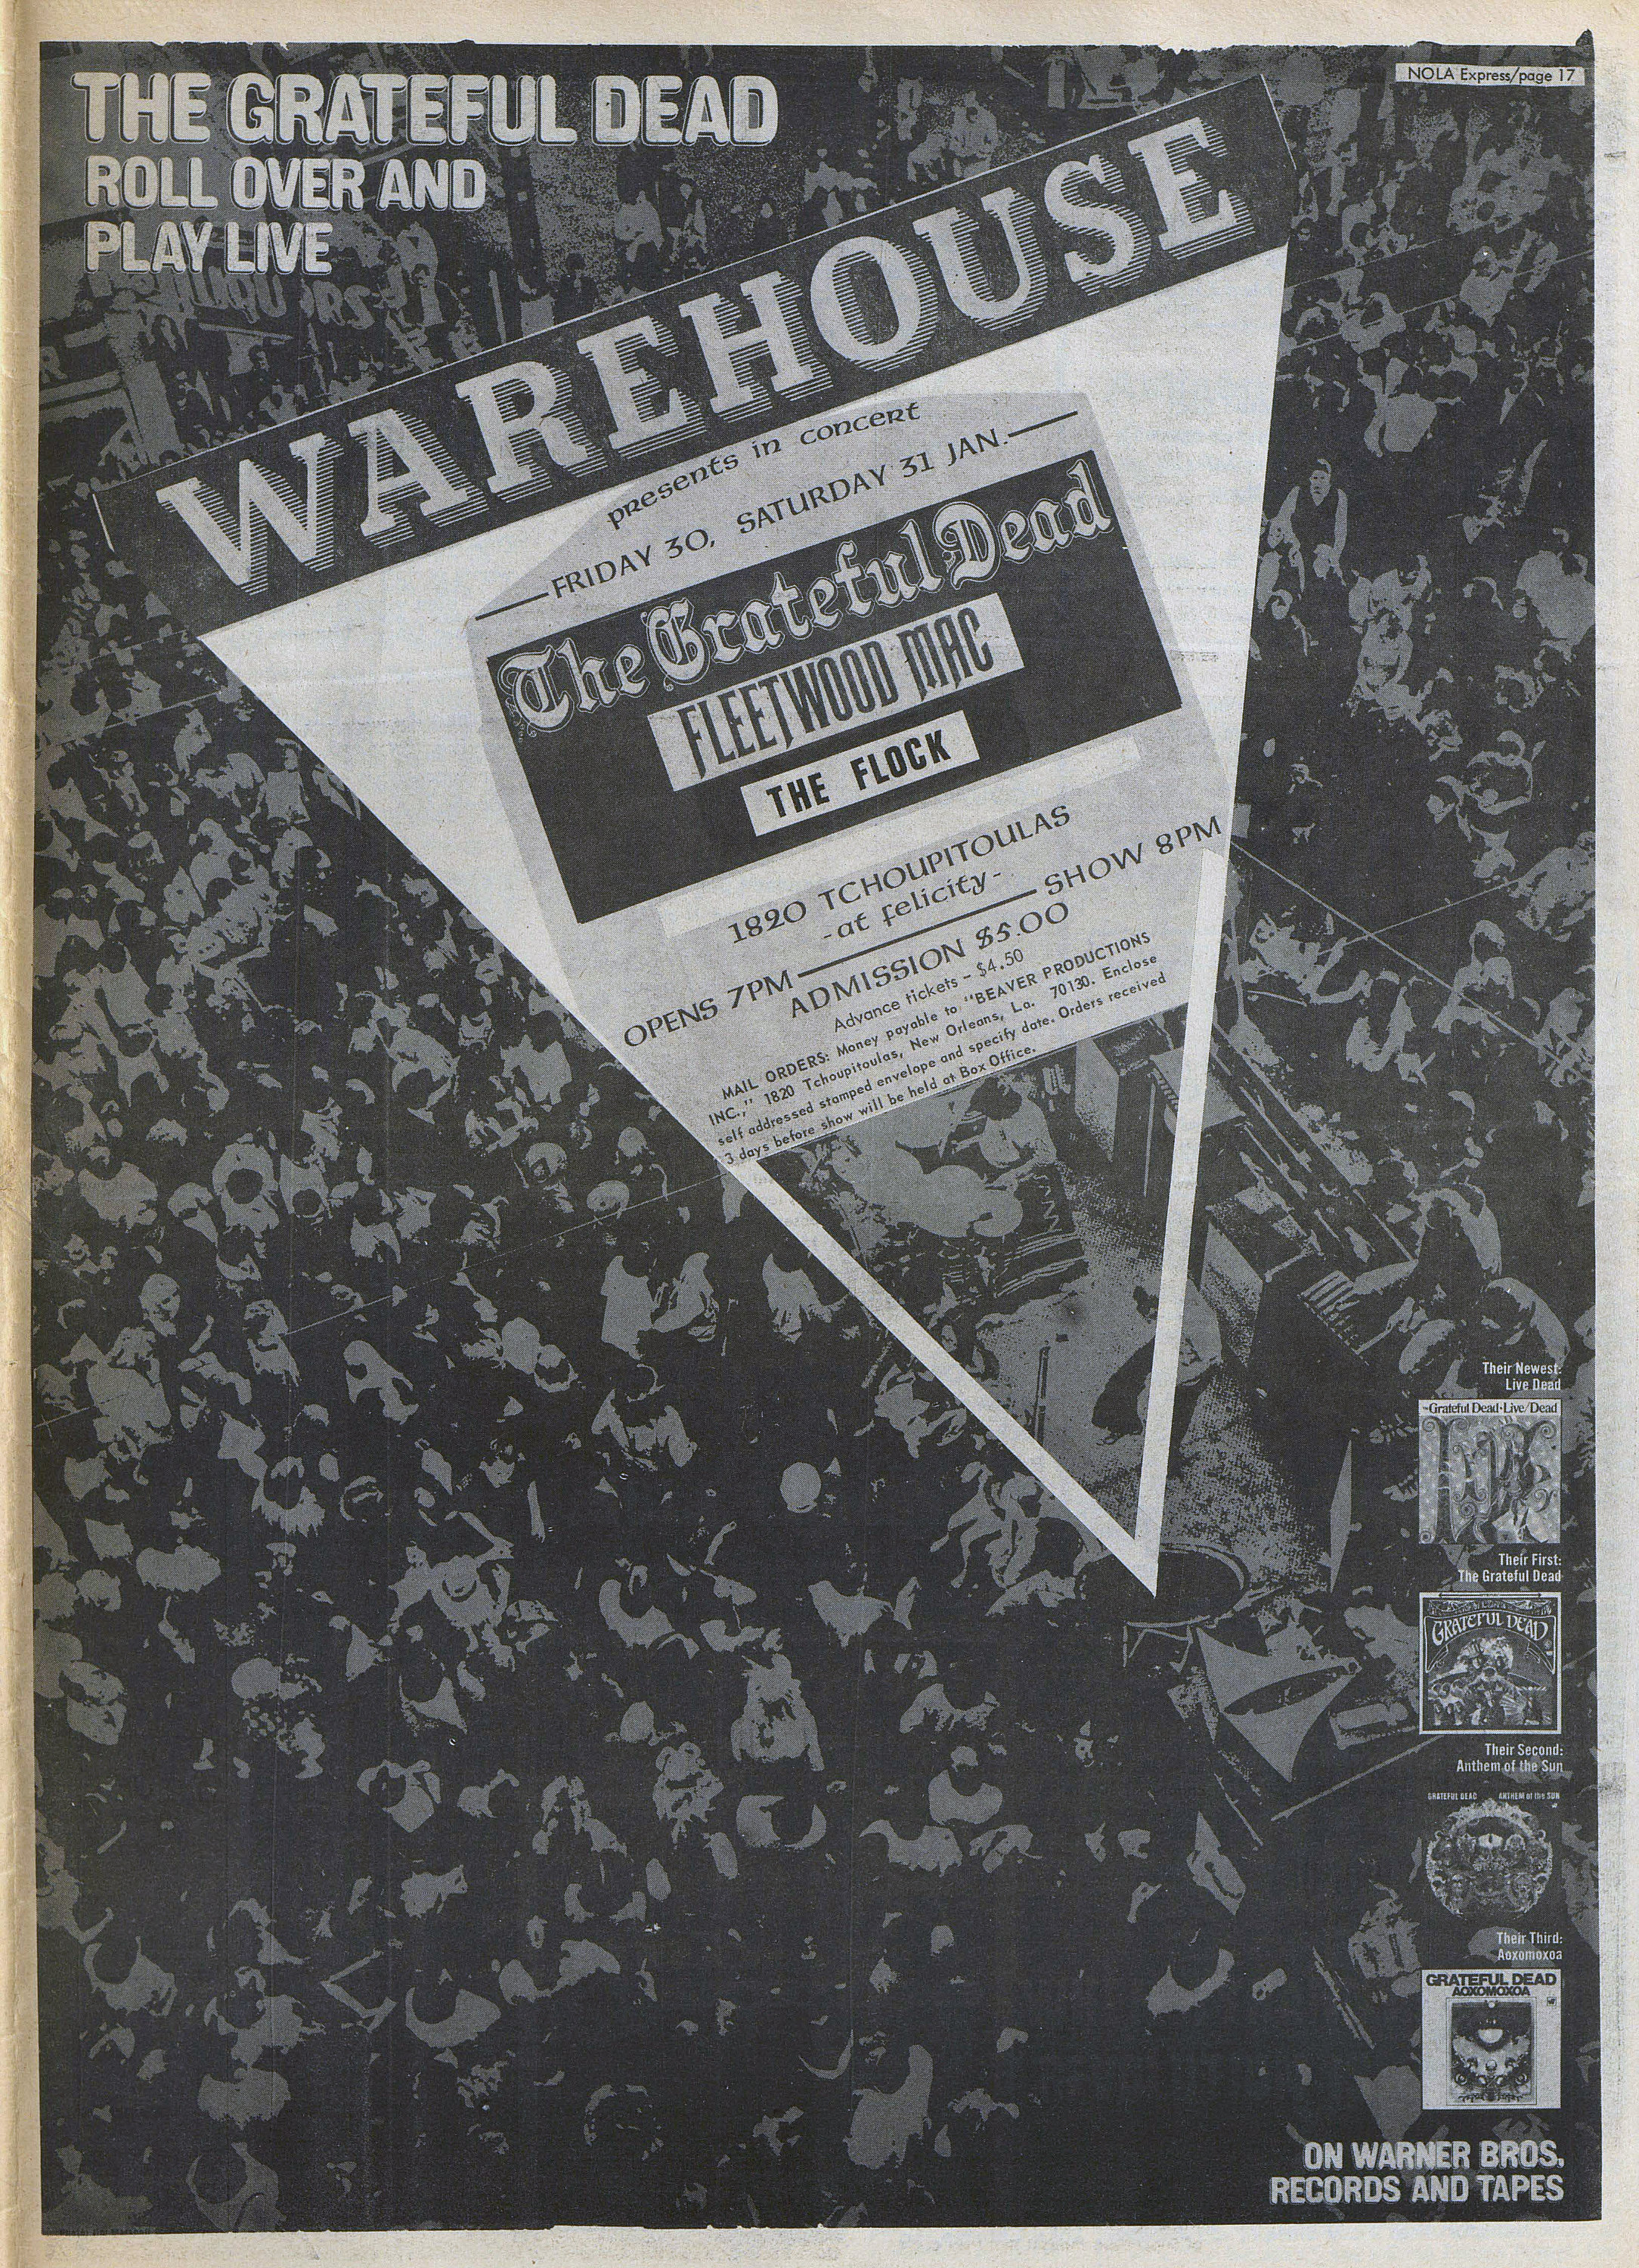 NOLA Express/page 17
THE GRATEFUL DEAD
ROLL OVER AND
PLAY LIVE
LIQUORS
WAREHOUSE
presents in concert
FRIDAY 30, SATURDAY 31 JAN.
The Grateful Dead
FLEETWOOD MAC
THE FLOCK
1820 TCHOUPITOULAS
-at felicity-
OPENS 7PM SHOW 8PM
ADMISSION $5.00
Advance tickets - $4.50
MAIL ORDERS: Money payable to "BEAVER PRODUCTIONS
INC.," 1820 Tchoupitoulas, New Orleans, La. 70130. Enclose
self addressed stamped envelope and specify date. Orders received
3 days before show will be held at Box Office.
Their Newest:
Live Dead
Grateful Dead·Live/Dead
Their First:
The Grateful Dead
GRATEFUL DEAD
Their Second:
Anthem of the Sun
GRATEFUL DEAD ANTHEM of the SUN
Their Third:
Aoxomoxoa
GRATEFUL DEAD
AOXOMOXOA
ON WARNER BROS.
RECORDS AND TAPES